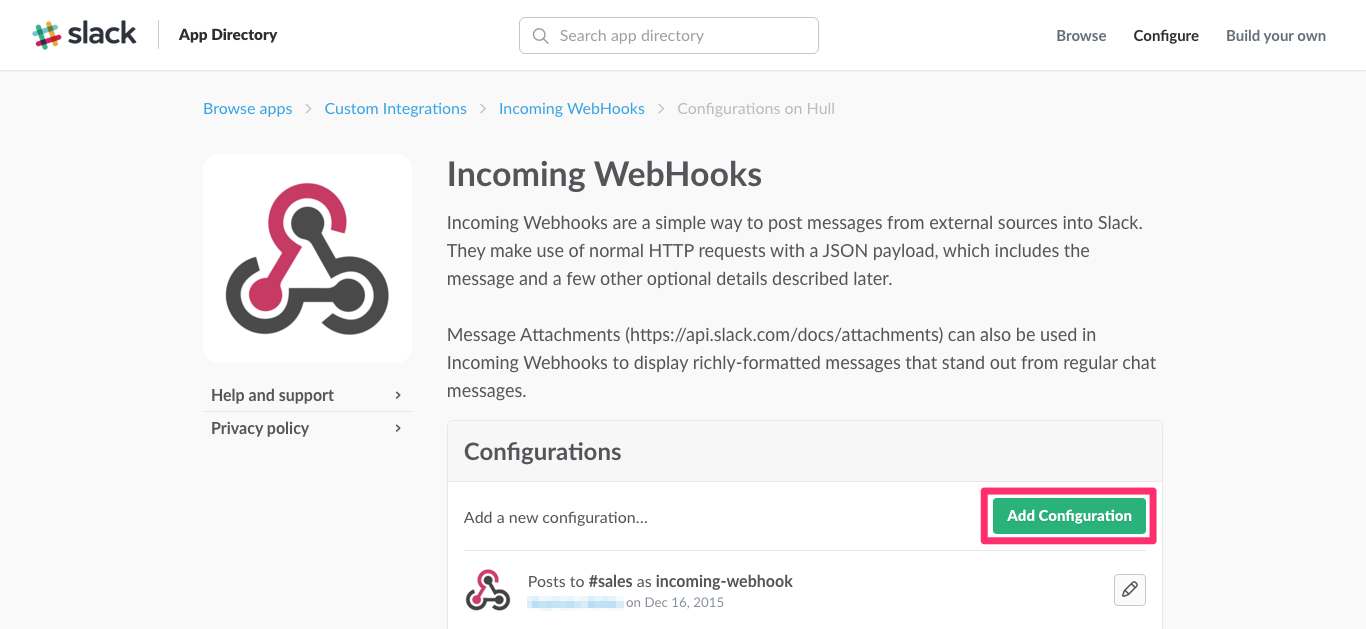 slack App Directory Search app directory Browse Configure Build your own
Browse apps > Custom Integrations > Incoming WebHooks > Configurations on Hull
Incoming WebHooks
Incoming Webhooks are a simple way to post messages from external sources into Slack.
They make use of normal HTTP requests with a JSON payload, which includes the
message and a few other optional details described later.
Message Attachments (https://api.slack.com/docs/attachments) can also be used in
Incoming Webhooks to display richly-formatted messages that stand out from regular chat
messages.
Help and support
Privacy policy
Configurations
Add a new configuration... Add Configuration
Posts to #sales as incoming-webhook
on Dec 16, 2015